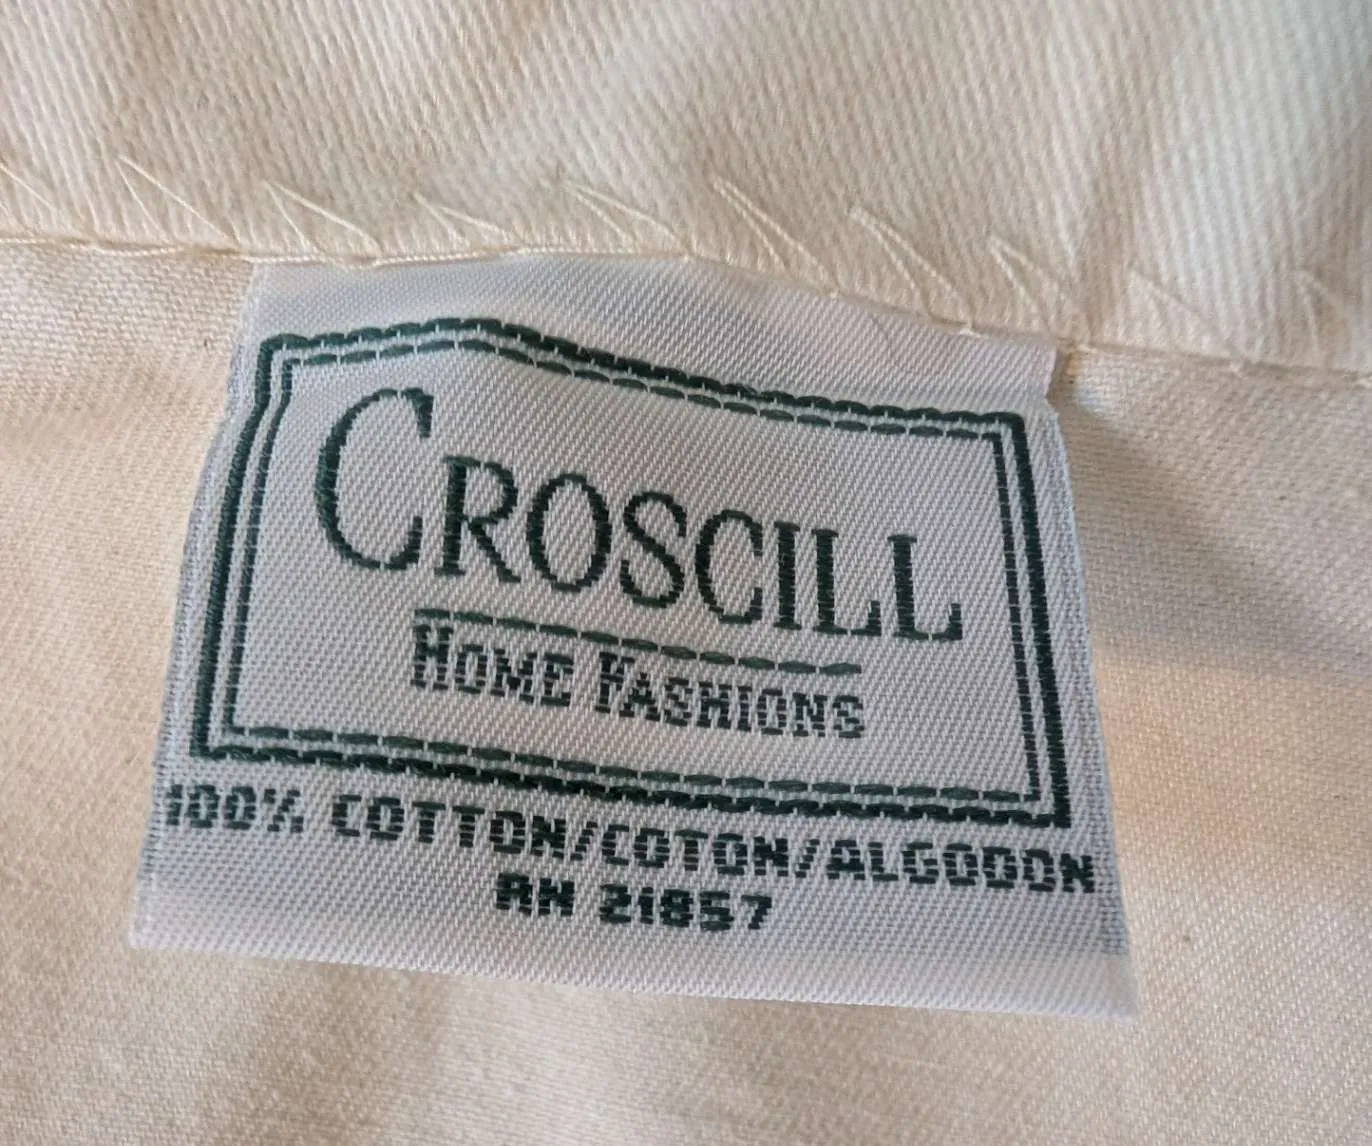 CROSCILL
HOME FASHIONS
100% COTTON/COTON/ALGODON
RN 21857